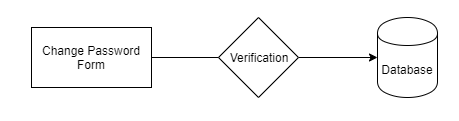 Change Password
Form
Verification
Database